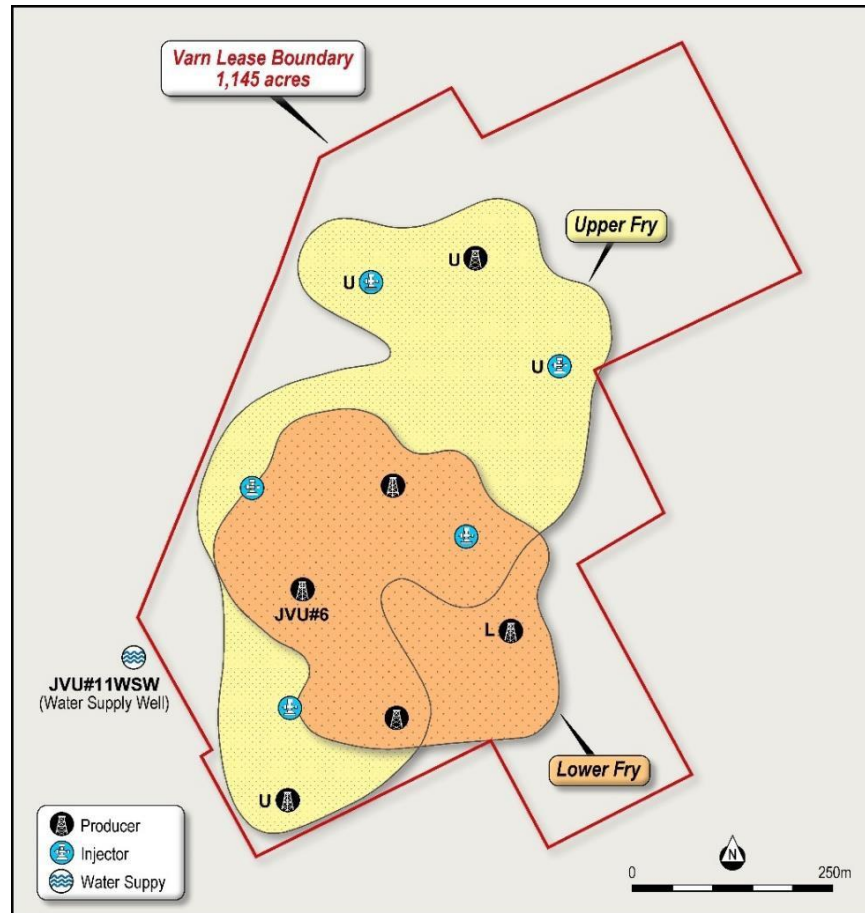 Varn Lease Boundary
1,145 acres
Upper Fry
U
U
U
JVU#6
L
JVU#11WSW
(Water Supply Well)
Lower Fry
U
Producer
Injector
Water Suppy
N
0
250m